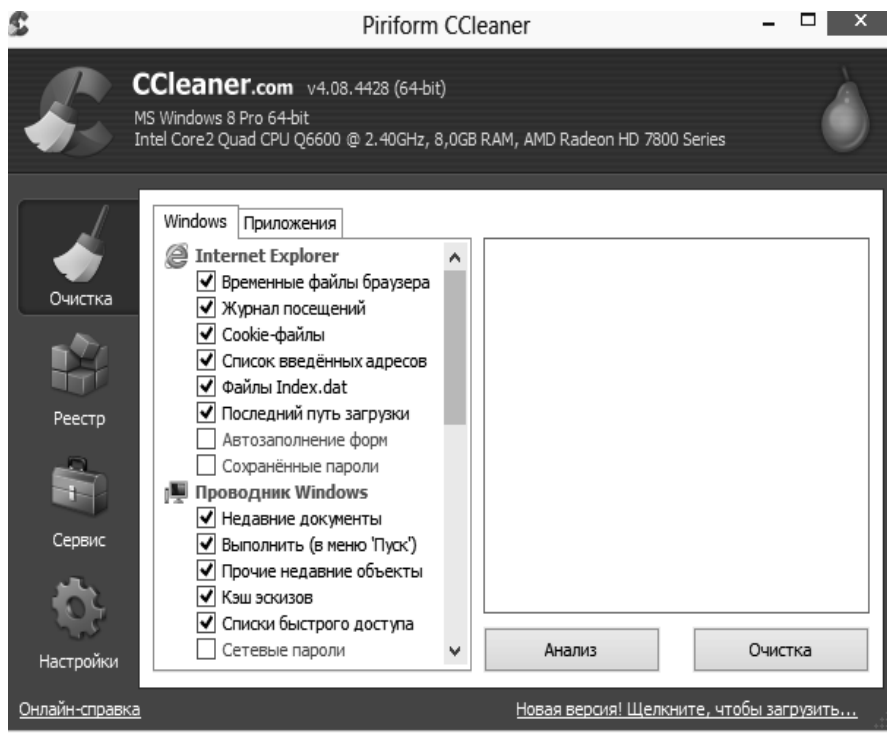 Piriform CCleaner
CCleaner.com v4.08.4428 (64-bit)
MS Windows 8 Pro 64-bit
Intel Core2 Quad CPU Q6600 @ 2.40GHz, 8,0GB RAM, AMD Radeon HD 7800 Series
Очистка
Реестр
Сервис
Настройки
Windows Приложения
Internet Explorer
Временные файлы браузера
Журнал посещений
Cookie-файлы
Список введённых адресов
Файлы Index.dat
Последний путь загрузки
Автозаполнение форм
Сохранённые пароли
Проводник Windows
Недавние документы
Выполнить (в меню 'Пуск')
Прочие недавние объекты
Кэш эскизов
Списки быстрого доступа
Сетевые пароли
Анализ Очистка
Онлайн-справка Новая версия! Щелкните, чтобы загрузить...